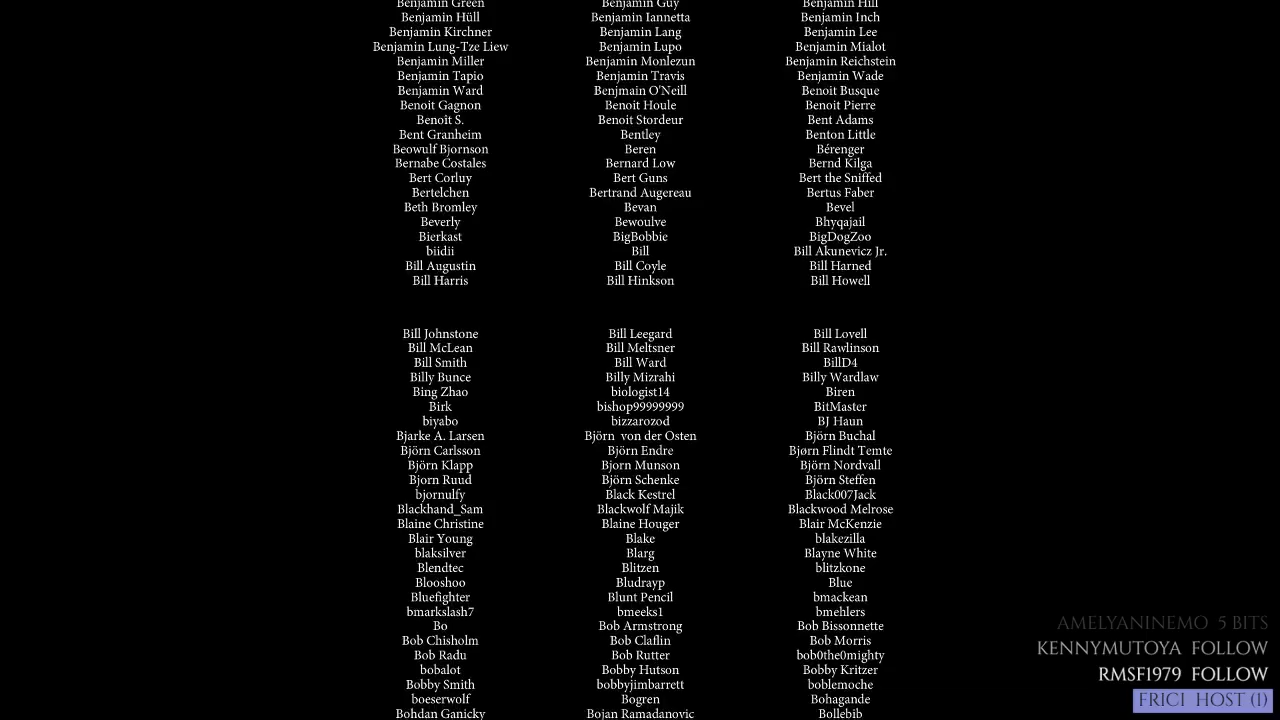 Benjamin Green Benjamin Guy Benjamin Hill
Benjamin Hüll Benjamin Iannetta Benjamin Inch
Benjamin Kirchner Benjamin Lang Benjamin Lee
Benjamin Lung-Tze Liew Benjamin Lupo Benjamin Mialot
Benjamin Miller Benjamin Monlezun Benjamin Reichstein
Benjamin Tapio Benjamin Travis Benjamin Wade
Benjamin Ward Benjmain O'Neill Benoit Busque
Benoit Gagnon Benoit Houle Benoit Pierre
Benoît S. Benoit Stordeur Bent Adams
Bent Granheim Bentley Benton Little
Beowulf Bjornson Beren Bérenger
Bernabe Costales Bernard Low Bernd Kilga
Bert Corluy Bert Guns Bert the Sniffed
Bertelchen Bertrand Augereau Bertus Faber
Beth Bromley Bevan Bevel
Beverly Bewoulve Bhyqajail
Bierkast BigBobbie BigDogZoo
biidii Bill Bill Akunevicz Jr.
Bill Augustin Bill Coyle Bill Harned
Bill Harris Bill Hinkson Bill Howell
Bill Johnstone Bill Leegard Bill Lovell
Bill McLean Bill Meltsner Bill Rawlinson
Bill Smith Bill Ward BillD4
Billy Bunce Billy Mizrahi Billy Wardlaw
Bing Zhao biologist14 Biren
Birk bishop99999999 BitMaster
biyabo bizzarozod BJ Haun
Bjarke A. Larsen Björn von der Osten Björn Buchal
Björn Carlsson Björn Endre Bjørn Flindt Temte
Björn Klapp Bjorn Munson Björn Nordvall
Bjorn Ruud Björn Schenke Björn Steffen
bjornulfy Black Kestrel Black007Jack
Blackhand_Sam Blackwolf Majik Blackwood Melrose
Blaine Christine Blaine Houger Blair McKenzie
Blair Young Blake blakezilla
blaksilver Blarg Blayne White
Blendtec Blitzen blitzkone
Blooshoo Bludrayp Blue
Bluefighter Blunt Pencil bmackean
bmarkslash7 bmeeks1 bmehlers
Bo Bob Armstrong Bob Bissonnette
Bob Chisholm Bob Claflin Bob Morris
Bob Radu Bob Rutter bob0the0mighty
bobalot Bobby Hutson Bobby Kritzer
Bobby Smith bobbyjimbarrett boblemoche
boeserwolf Bogren Bohagande
Bohdan Ganicky Bojan Ramadanovic Bollebib
AMELYANINEMO 5 BITS
KENNYMUTOYA FOLLOW
RMSF1979 FOLLOW
FRICI HOST (1)